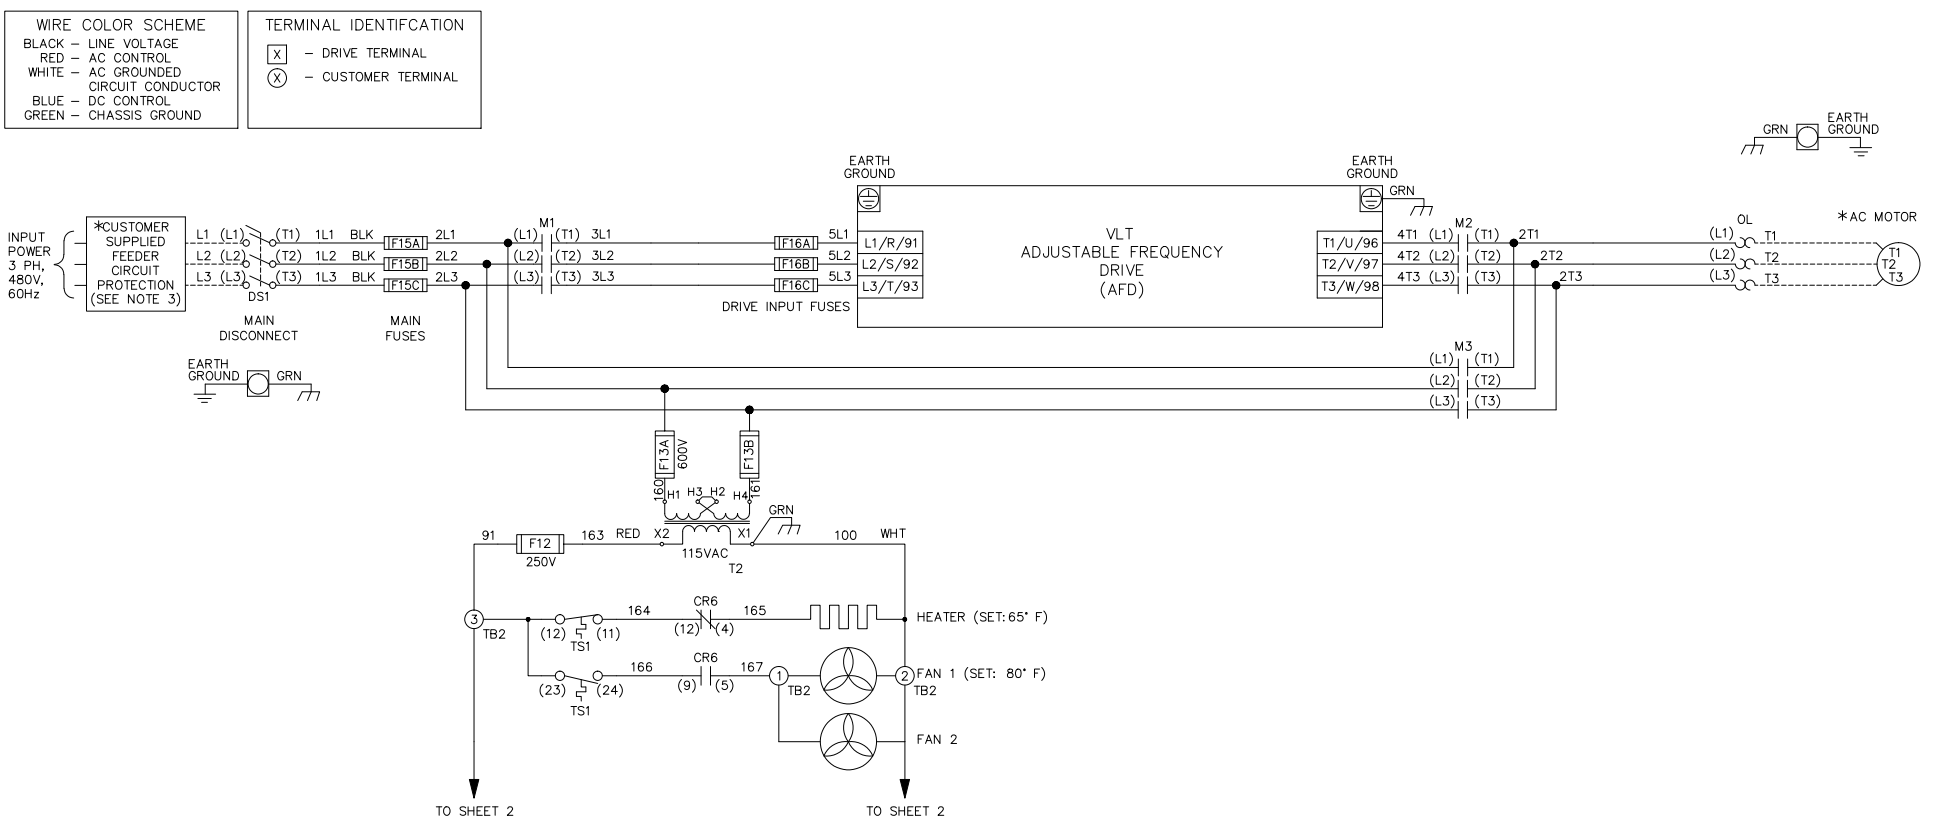 WIRE COLOR SCHEME
BLACK – LINE VOLTAGE
RED – AC CONTROL
WHITE – AC GROUNDED
CIRCUIT CONDUCTOR
BLUE – DC CONTROL
GREEN – CHASSIS GROUND
TERMINAL IDENTIFCATION
X – DRIVE TERMINAL
X – CUSTOMER TERMINAL
GRN
EARTH
GROUND
EARTH
GROUND
EARTH
GROUND
GRN
INPUT
POWER
3 PH,
480V,
60Hz
*CUSTOMER
SUPPLIED
FEEDER
CIRCUIT
PROTECTION
(SEE NOTE 3)
L1 (L1) (T1) 1L1 BLK F15A 2L1 (L1) M1 (T1) 3L1 F16A 5L1 L1/R/91
L2 (L2) 1L2 BLK F15B 2L2 (L2) (T2) 3L2 F16B 5L2 L2/S/92
L3 (L3) (T3) 1L3 BLK F15C 2L3 (L3) (T3) 3L3 F16C 5L3 L3/T/93
DS1
MAIN
DISCONNECT
MAIN
FUSES
DRIVE INPUT FUSES
VLT
ADJUSTABLE FREQUENCY
DRIVE
(AFD)
T1/U/96 4T1 (L1) M2 (T1) 2T1 (L1) OL T1
T2/V/97 4T2 (L2) (T2) 2T2 (L2) T2
T3/W/98 4T3 (L3) (T3) 2T3 (L3) T3
*AC MOTOR
T1
T2
T3
EARTH
GROUND
GRN
M3
(L1) (T1)
(L2) (T2)
(L3) (T3)
F13A
600V
F13B
160
161
H1 H3 H2 H4
GRN
91 F12 163 RED X2 X1 100 WHT
250V
115VAC
T2
3
TB2
(12) (11)
TS1
164
CR6
(12) (4)
165
HEATER (SET: 65° F)
(23) (24)
TS1
166
CR6
(9) (5)
167
1
TB2
2
TB2
FAN 1 (SET: 80° F)
FAN 2
TO SHEET 2
TO SHEET 2